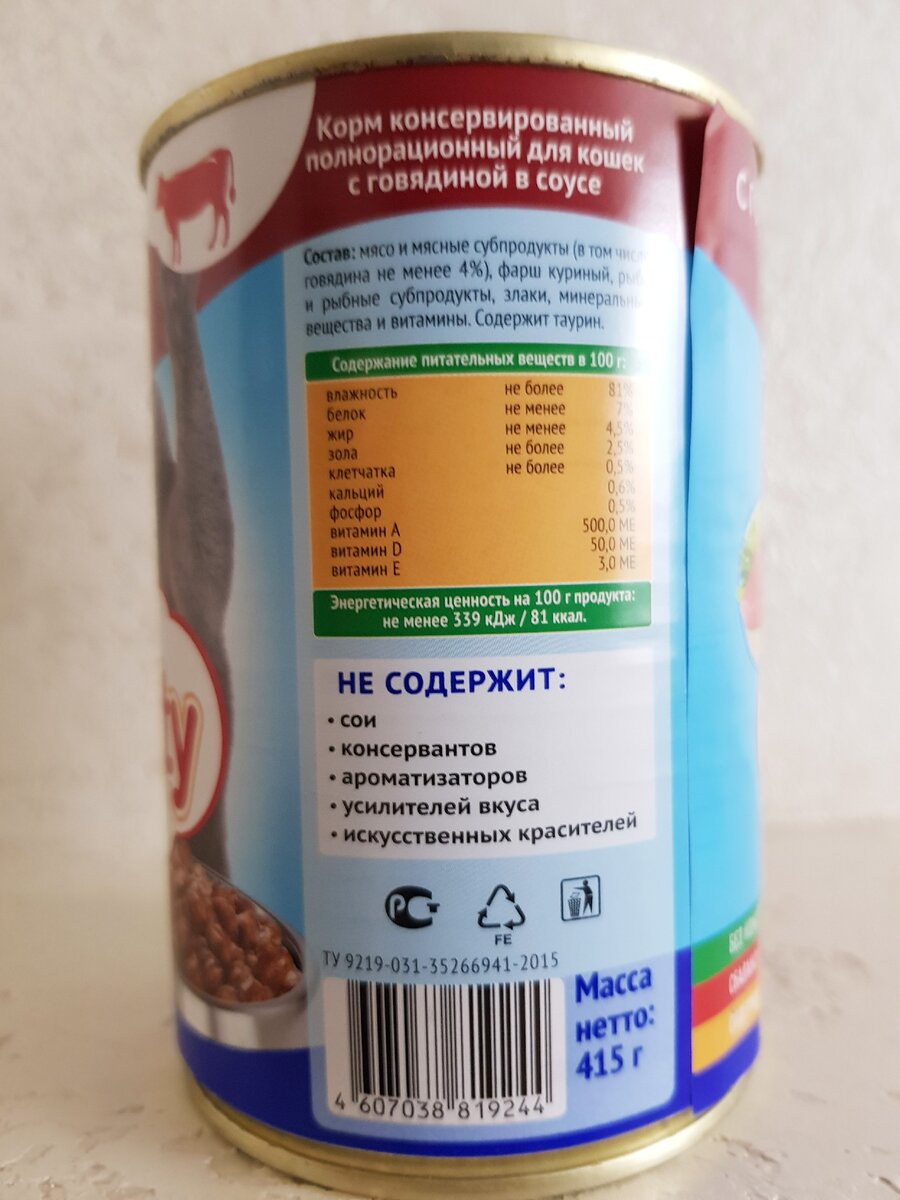 Корм консервированный
полнорационный для кошек
с говядиной в соусе
Состав: мясо и мясные субпродукты (в том
говядина не менее 4%), фарш куриный,
и рыбные субпродукты, злаки,
вещества и витамины. Содержит таурин.
Содержание питательных веществ в 100 г:
влажность не более 81%
белок не менее 7%
жир не менее 4,5%
зола не более 2,5%
клетчатка не более 0,5%
кальций 0,6%
фосфор 0,5%
витамин А 500,0 МЕ
витамин D 50,0 МЕ
витамин Е 3,0 МЕ
Энергетическая ценность на 100 г продукта:
не менее 339 кДж / 81 ккал.
НЕ СОДЕРЖИТ:
• сои
• консервантов
• ароматизаторов
• усилителей вкуса
• искусственных красителей
РС
FE
ТУ 9219-031-35266941-2015
Масса
нетто:
415 г
4 607038 819244